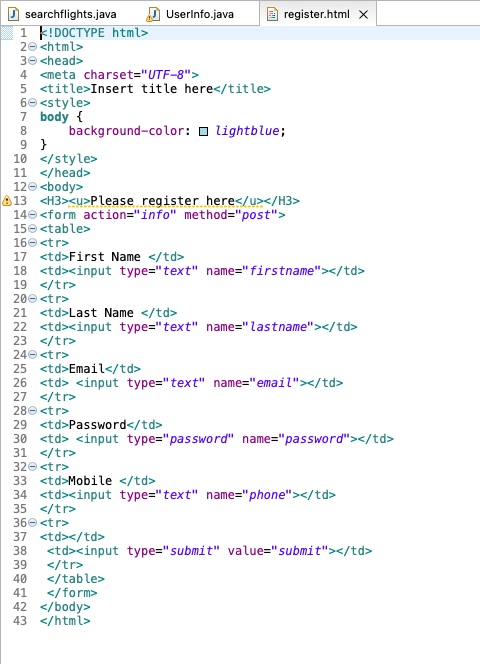 searchflights.java UserInfo.java register.html
1 <!DOCTYPE html>
2 <html>
3 <head>
4 <meta charset="UTF-8">
5 <title>Insert title here</title>
6 <style>
7 body {
8 background-color: lightblue;
9 }
10 </style>
11 </head>
12 <body>
13 <H3><u>Please register here</u></H3>
14 <form action="info" method="post">
15 <table>
16 <tr>
17 <td>First Name </td>
18 <td><input type="text" name="firstname"></td>
19 </tr>
20 <tr>
21 <td>Last Name </td>
22 <td><input type="text" name="lastname"></td>
23 </tr>
24 <tr>
25 <td>Email</td>
26 <td> <input type="text" name="email"></td>
27 </tr>
28 <tr>
29 <td>Password</td>
30 <td> <input type="password" name="password"></td>
31 </tr>
32 <tr>
33 <td>Mobile </td>
34 <td><input type="text" name="phone"></td>
35 </tr>
36 <tr>
37 <td></td>
38 <td><input type="submit" value="submit"></td>
39 </tr>
40 </table>
41 </form>
42 </body>
43 </html>